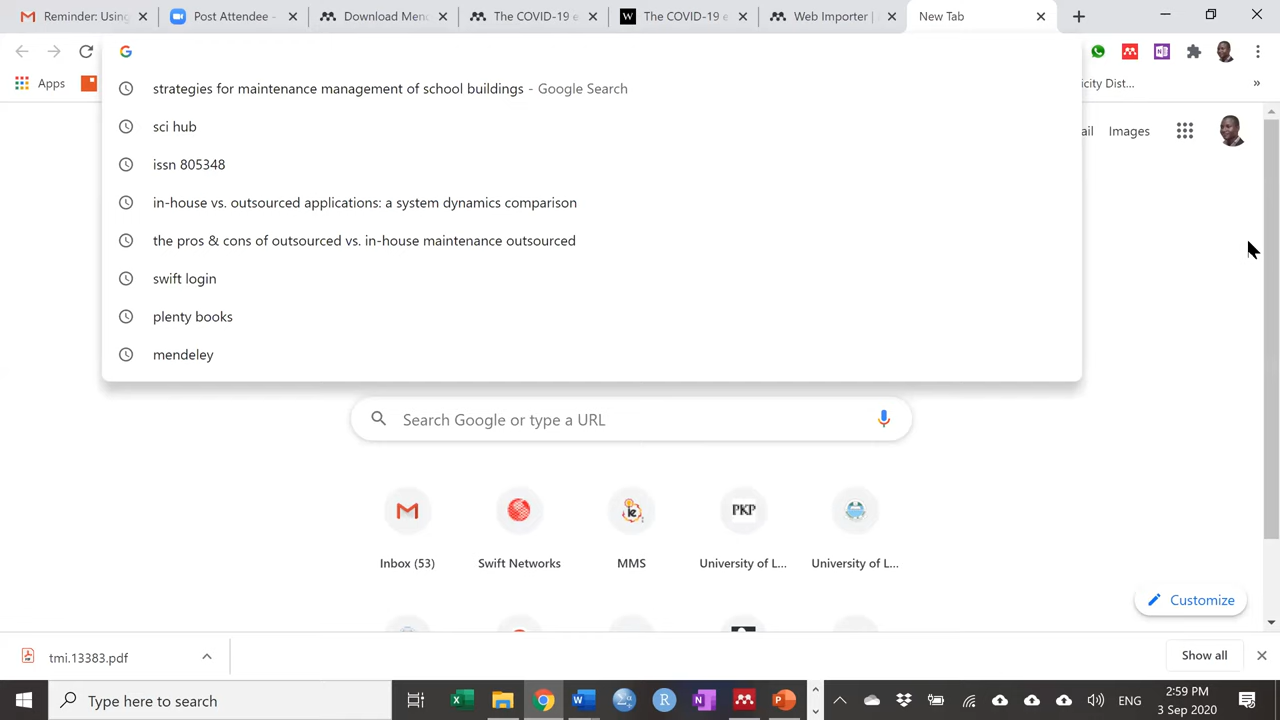 Reminder: Using
Post Attendee -
Download Men
The COVID-19 e
The COVID-19 e
Web Importer |
New Tab
Apps
icity Dist...
»
strategies for maintenance management of school buildings - Google Search
sci hub
issn 805348
in-house vs. outsourced applications: a system dynamics comparison
the pros & cons of outsourced vs. in-house maintenance outsourced
swift login
plenty books
mendeley
ail
Images
Search Google or type a URL
PKP
Inbox (53)
Swift Networks
MMS
University of L...
University of L...
Customize
tmi.13383.pdf
Show all
Type here to search
ENG
2:59 PM
3 Sep 2020